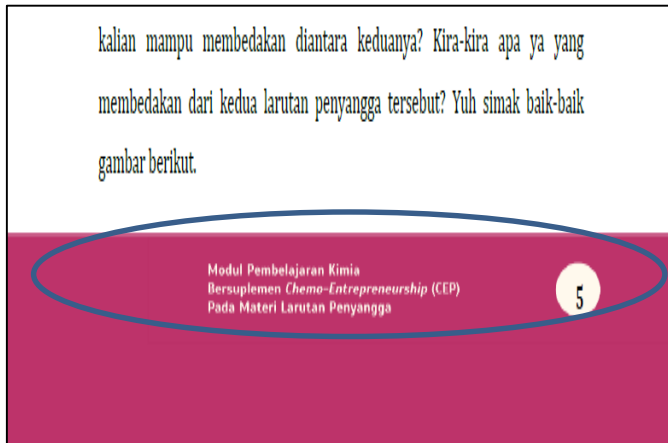 kalian mampu membedakan diantara keduanya? Kira-kira apa ya yang
membedakan dari kedua larutan penyangga tersebut? Yuh simak baik-baik
gambar berikut.
Modul Pembelajaran Kimia
Bersuplemen Chemo-Entrepreneurship (CEP)
Pada Materi Larutan Penyangga
5